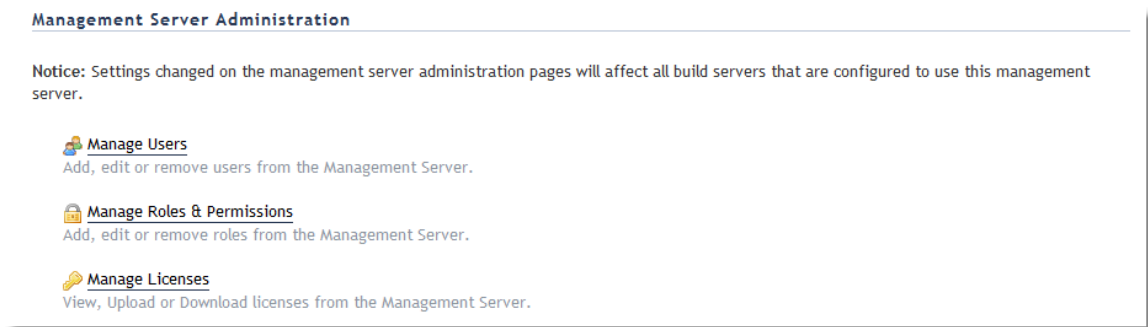 Management Server Administration
Notice: Settings changed on the management server administration pages will affect all build servers that are configured to use this management
server.
Manage Users
Add, edit or remove users from the Management Server.
Manage Roles & Permissions
Add, edit or remove roles from the Management Server.
Manage Licenses
View, Upload or Download licenses from the Management Server.